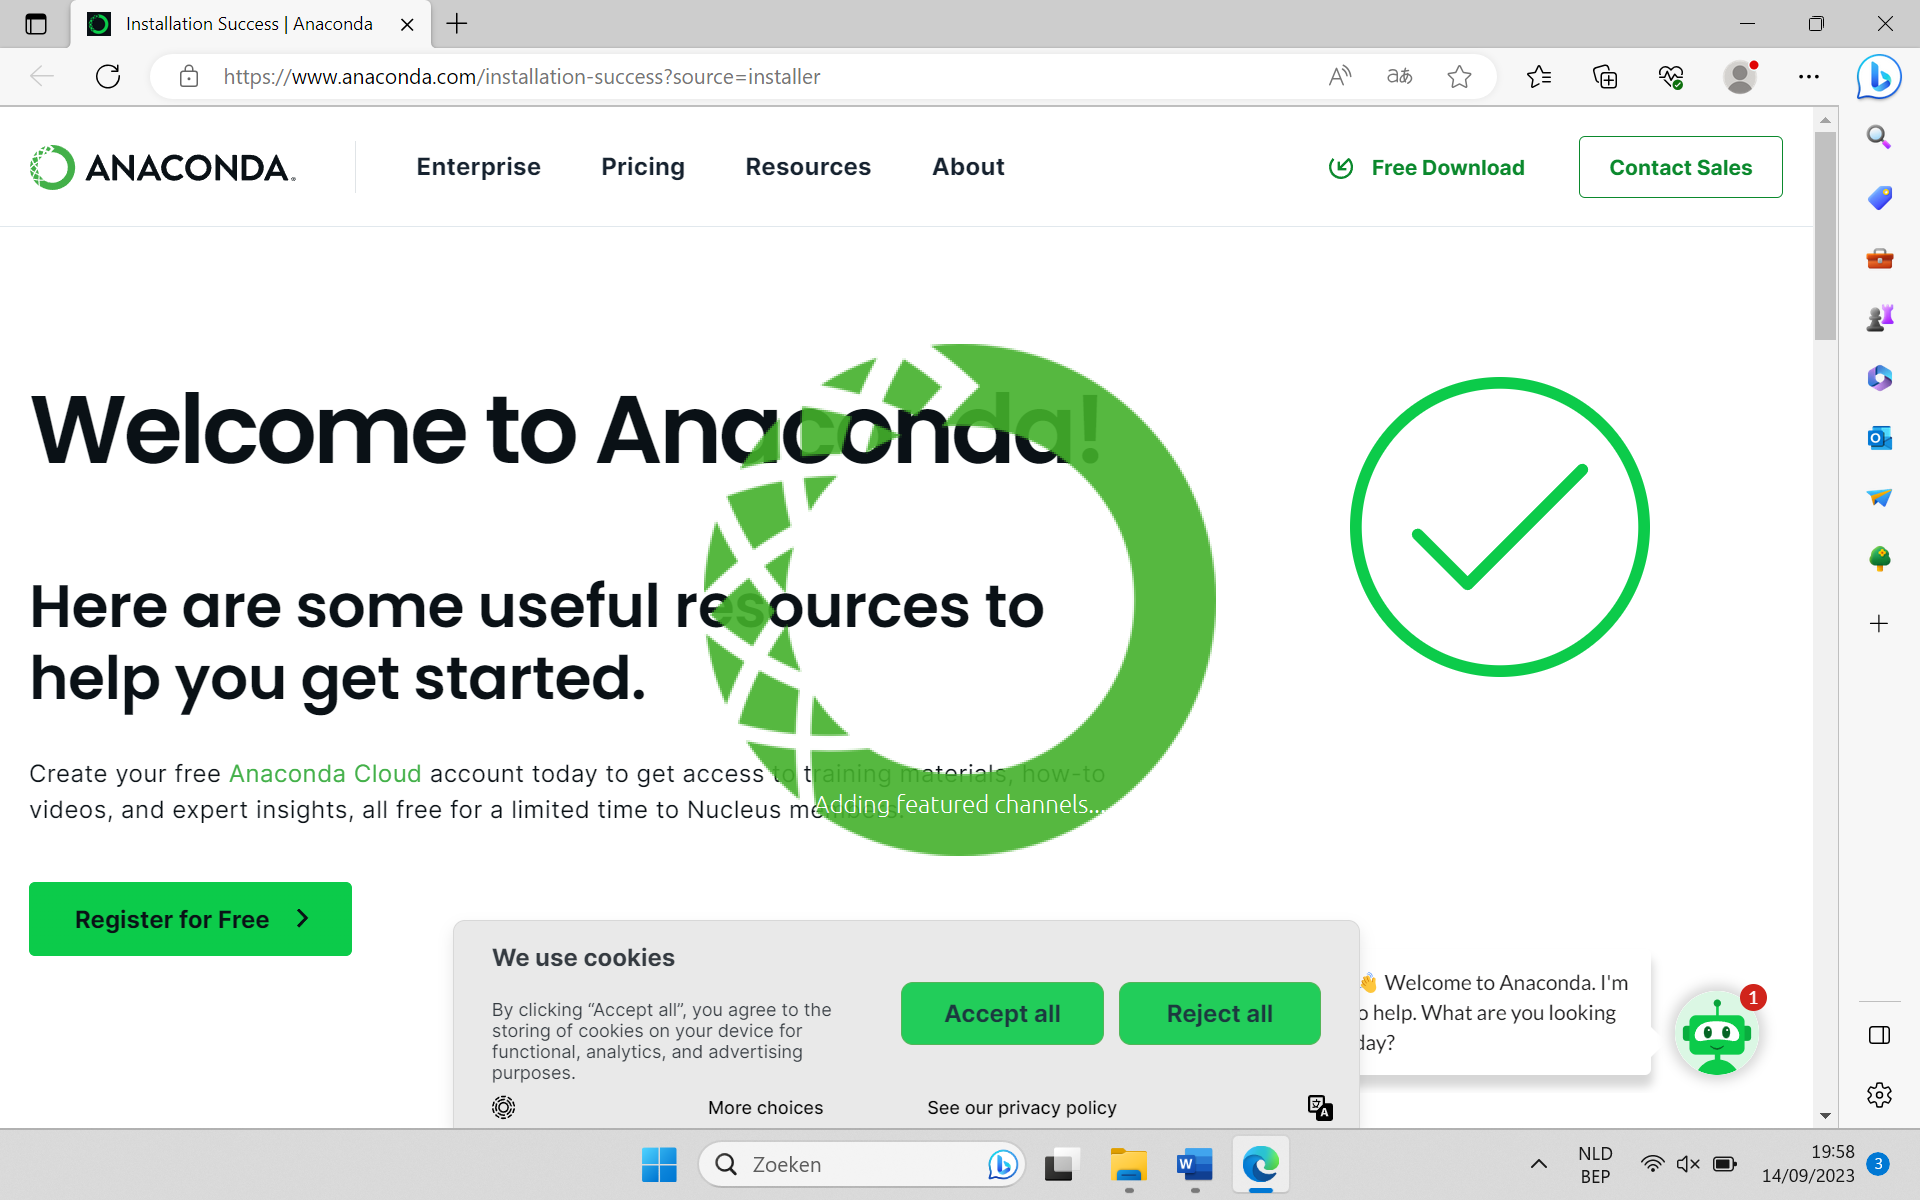 Installation Success | Anaconda
https://www.anaconda.com/installation-success?source=installer
ANACONDA.
Enterprise
Pricing
Resources
About
Free Download
Contact Sales
Welcome to Anaconda!
Here are some useful resources to
help you get started.
Create your free Anaconda Cloud account today to get access to training materials, how-to
videos, and expert insights, all free for a limited time to Nucleus members.
Adding featured channels...
Register for Free
We use cookies
By clicking “Accept all”, you agree to the
storing of cookies on your device for
functional, analytics, and advertising
purposes.
Accept all
Reject all
More choices
See our privacy policy
👋 Welcome to Anaconda. I'm
help. What are you looking
1
Zoeken
NLD
BEP
19:58
14/09/2023
3